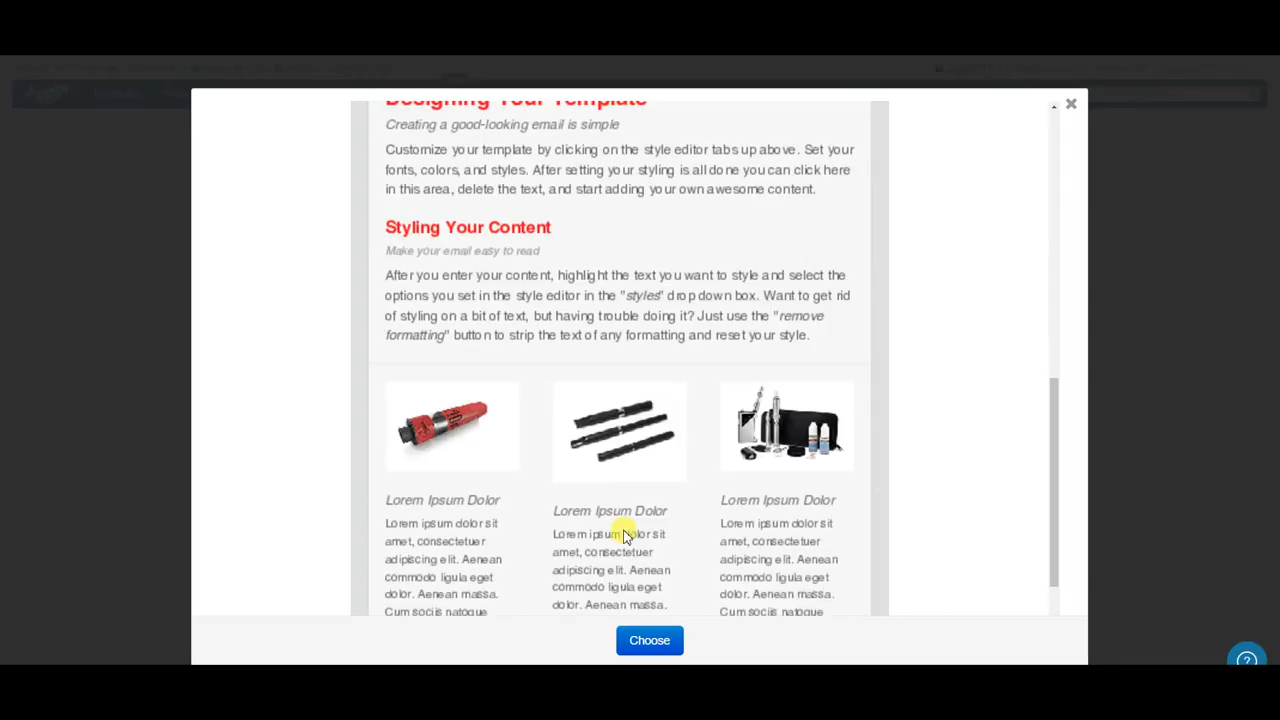 Designing Your Template
Creating a good-looking email is simple
Customize your template by clicking on the style editor tabs up above. Set your
fonts, colors, and styles. After setting your styling is all done you can click here
in this area, delete the text, and start adding your own awesome content.
Styling Your Content
Make your email easy to read
After you enter your content, highlight the text you want to style and select the
options you set in the style editor in the "styles" drop down box. Want to get rid
of styling on a bit of text, but having trouble doing it? Just use the "remove
formatting" button to strip the text of any formatting and reset your style.
Lorem Ipsum Dolor
Lorem ipsum dolor sit
amet, consectetuer
adipiscing elit. Aenean
commodo ligula eget
dolor. Aenean massa.
Cum sociis natoque
Lorem Ipsum Dolor
Lorem ipsum dolor sit
amet, consectetuer
adipiscing elit. Aenean
commodo ligula eget
dolor. Aenean massa.
Lorem Ipsum Dolor
Lorem ipsum dolor sit
amet, consectetuer
adipiscing elit. Aenean
commodo ligula eget
dolor. Aenean massa.
Cum sociis natoque
Choose